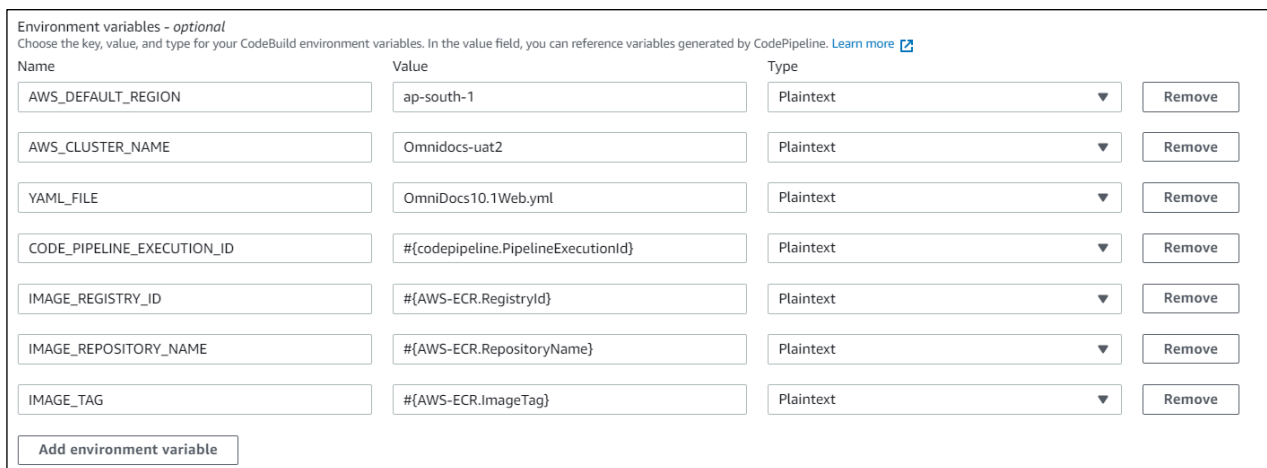 Environment variables - optional
Choose the key, value, and type for your CodeBuild environment variables. In the value field, you can reference variables generated by CodePipeline. Learn more
Name Value Type
AWS_DEFAULT_REGION ap-south-1 Plaintext Remove
AWS_CLUSTER_NAME Omnidocs-uat2 Plaintext Remove
YAML_FILE OmniDocs10.1Web.yml Plaintext Remove
CODE_PIPELINE_EXECUTION_ID #{codepipeline.PipelineExecutionId} Plaintext Remove
IMAGE_REGISTRY_ID #{AWS-ECR.RegistryId} Plaintext Remove
IMAGE_REPOSITORY_NAME #{AWS-ECR.RepositoryName} Plaintext Remove
IMAGE_TAG #{AWS-ECR.ImageTag} Plaintext Remove
Add environment variable